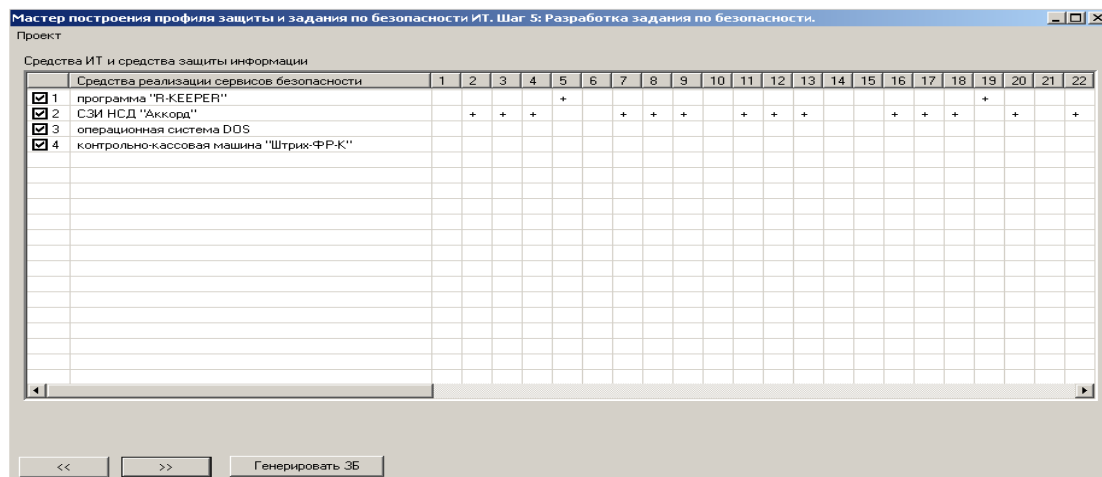 Мастер построения профиля защиты и задания по безопасности ИТ. Шаг 5: Разработка задания по безопасности.
Проект
Средства ИТ и средства защиты информации
Средства реализации сервисов безопасности 1 2 3 4 5 6 7 8 9 10 11 12 13 14 15 16 17 18 19 20 21 22
1 программа "R-KEEPER" + +
2 СЗИ НСД "Аккорд" + + + + + + + + + + + + + +
3 операционная система DOS
4 контрольно-кассовая машина "Штрих-ФР-К"
<< >> Генерировать ЗБ